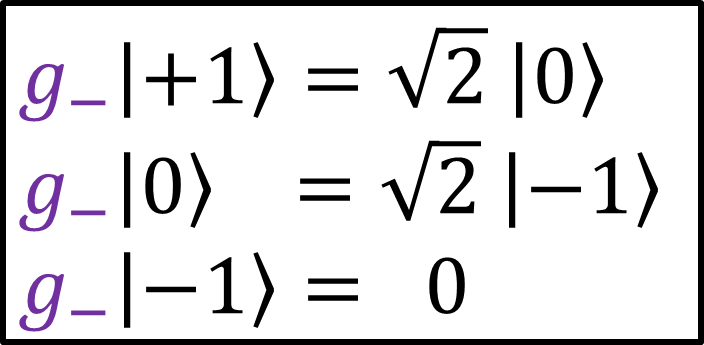 g₋|+1⟩ = √2 |0⟩
g₋|0⟩ = √2 |−1⟩
g₋|−1⟩ = 0